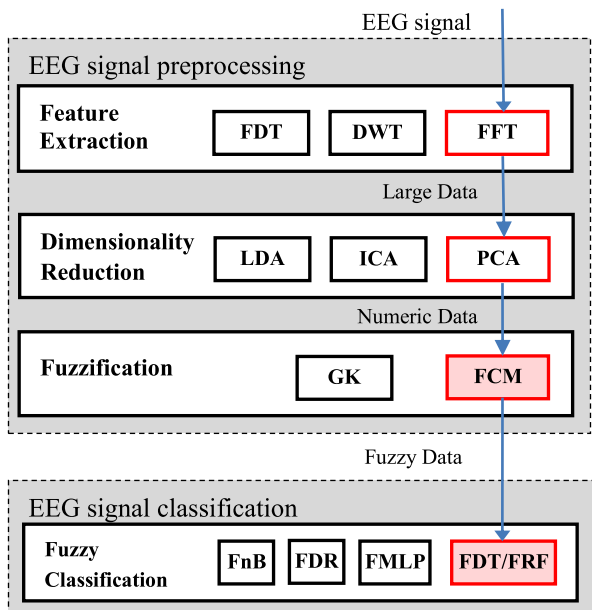 EEG signal
EEG signal preprocessing
Feature
Extraction
FDT
DWT
FFT
Large Data
Dimensionality
Reduction
LDA
ICA
PCA
Numeric Data
Fuzzification
GK
FCM
Fuzzy Data
EEG signal classification
Fuzzy
Classification
FnB
FDR
FMLP
FDT/FRF